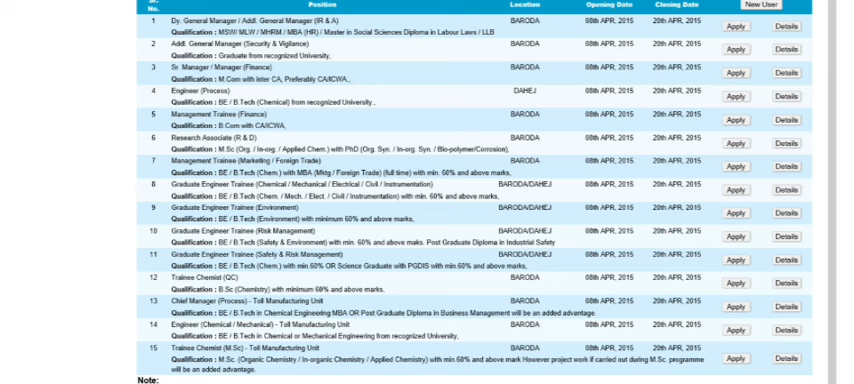 Sr. No. Position Location Opening Date Closing Date New User
1 Dy. General Manager / Addl. General Manager (IR & A) BARODA 08th APR, 2015 20th APR, 2015 Apply Details
Qualification : MSW/ MLW / MHRM / MBA (HR) / Master in Social Sciences Diploma in Labour Laws / LLB
2 Addl. General Manager (Security & Vigilance) BARODA 08th APR, 2015 20th APR, 2015 Apply Details
Qualification : Graduate from recognized University,
3 Sr. Manager / Manager (Finance) BARODA 08th APR, 2015 20th APR, 2015 Apply Details
Qualification : M.Com with inter CA, Preferably CA/ICWA.,
4 Engineer (Process) DAHEJ 08th APR, 2015 20th APR, 2015 Apply Details
Qualification : BE / B.Tech (Chemical) from recognized University.,
5 Management Trainee (Finance) BARODA 08th APR, 2015 20th APR, 2015 Apply Details
Qualification : B.Com with CA/ICWA,
6 Research Associate (R & D) BARODA 08th APR, 2015 20th APR, 2015 Apply Details
Qualification : M.Sc (Org. / In-org. / Applied Chem.) with PhD (Org. Syn. / In-org. Syn. / Bio-polymer/Corrosion),
7 Management Trainee (Marketing / Foreign Trade) BARODA 08th APR, 2015 20th APR, 2015 Apply Details
Qualification : BE / B.Tech (Chem.) with MBA (Mktg / Foreign Trade) (full time) with min. 60% and above marks,
8 Graduate Engineer Trainee (Chemical / Mechanical / Electrical / Civil / Instrumentation) BARODA/DAHEJ 08th APR, 2015 20th APR, 2015 Apply Details
Qualification : BE / B.Tech (Chem. / Mech. / Elect. / Civil / Instrumentation) with min. 60% and above marks,
9 Graduate Engineer Trainee (Environment) BARODA/DAHEJ 08th APR, 2015 20th APR, 2015 Apply Details
Qualification : BE / B.Tech (Environment) with minimum 60% and above marks,
10 Graduate Engineer Trainee (Risk Management) BARODA/DAHEJ 08th APR, 2015 20th APR, 2015 Apply Details
Qualification : BE / B.Tech (Safety & Environment) with min. 60% and above maks. Post Graduate Diploma in Industrial Safety
11 Graduate Engineer Trainee (Safety & Risk Management) BARODA/DAHEJ 08th APR, 2015 20th APR, 2015 Apply Details
Qualification : BE / B.Tech (Chem.) with min.60% OR Science Graduate with PGDIS with min.60% and above marks,
12 Trainee Chemist (QC) BARODA 08th APR, 2015 20th APR, 2015 Apply Details
Qualification : B.Sc (Chemistry) with minimum 60% and above marks,
13 Chief Manager (Process) - Toll Manufacturing Unit BARODA 08th APR, 2015 20th APR, 2015 Apply Details
Qualification : BE / B.Tech in Chemical Engineering MBA OR Post Graduate Diploma in Business Management will be an added advantage.
14 Engineer (Chemical / Mechanical) - Toll Manufacturing Unit BARODA 08th APR, 2015 20th APR, 2015 Apply Details
Qualification : BE / B.Tech in Chemical or Mechanical Engineering from recognized University,
15 Trainee Chemist (M.Sc) - Toll Manufacturing Unit BARODA 08th APR, 2015 20th APR, 2015 Apply Details
Qualification : M.Sc. (Organic Chemistry / In-organic Chemistry / Applied Chemistry) with min.60% and above mark However project work if carried out during M.Sc. programme
will be an added advantage.
Note: